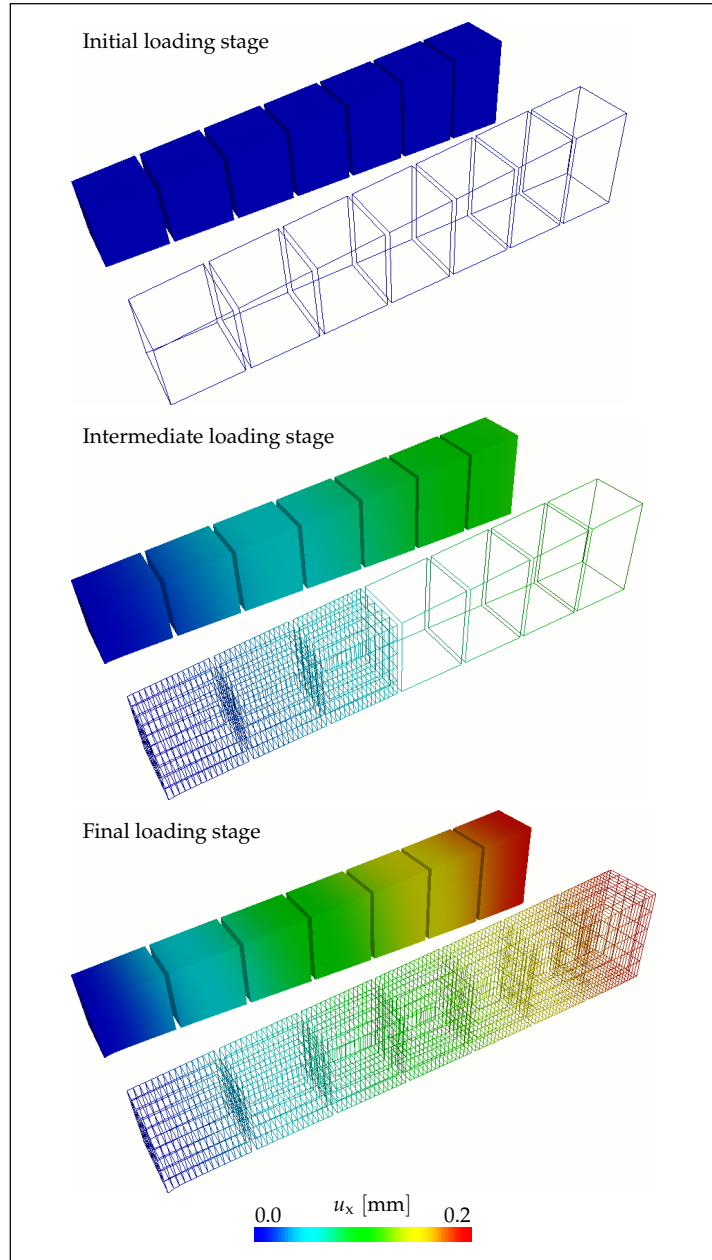 Initial loading stage
Intermediate loading stage
Final loading stage
u_x [mm]
0.0 0.2